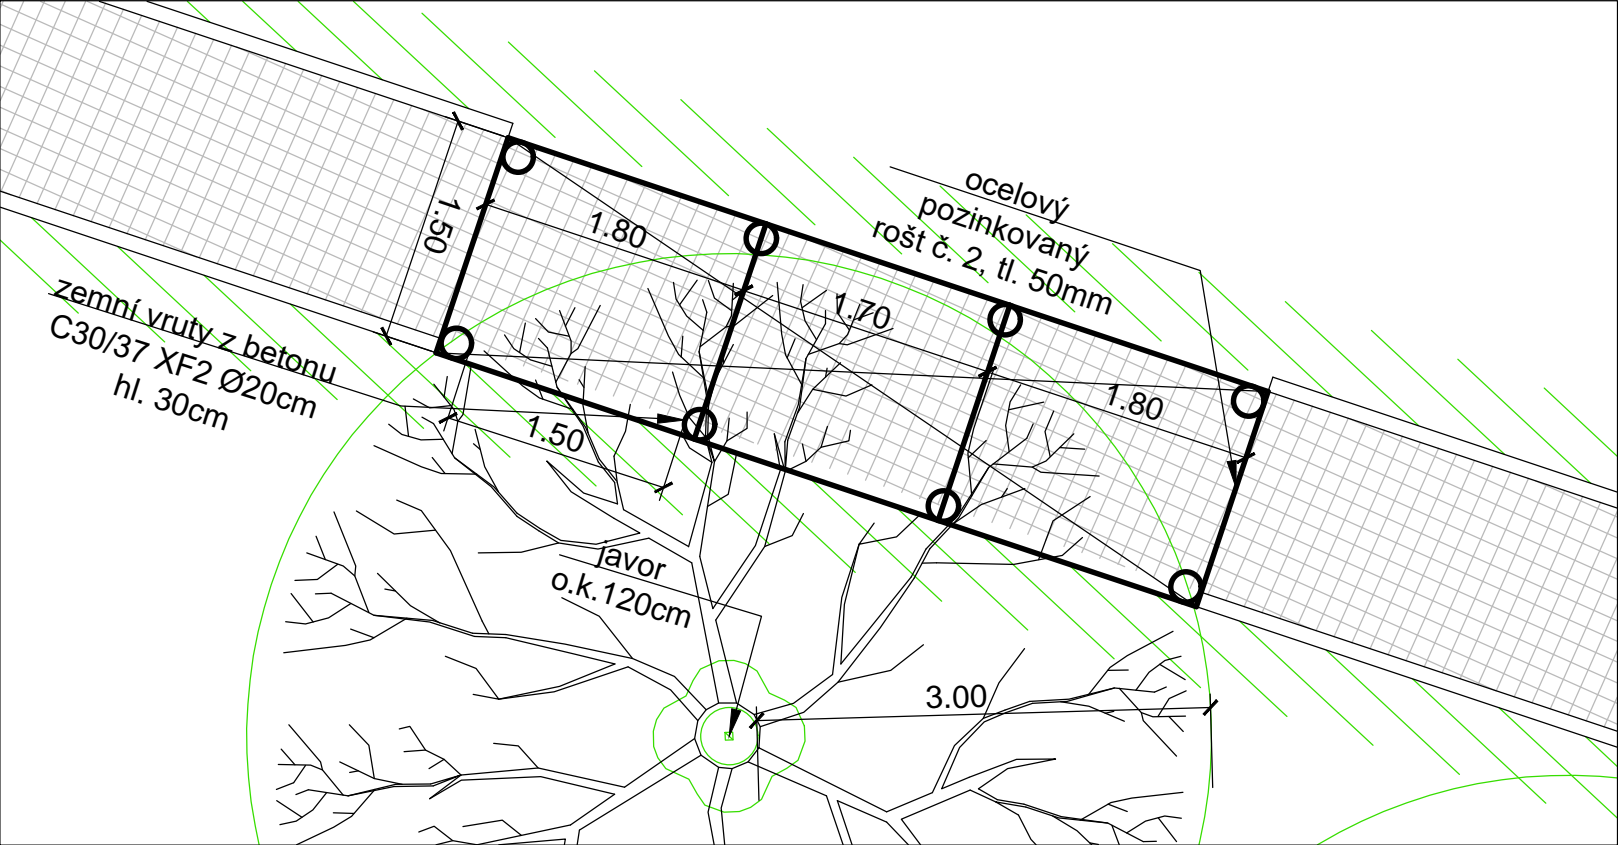 ocelový
pozinkovaný
rošt č. 2, tl. 50mm
1.50
1.80
1.70
1.80
zemní vruty z betonu
C30/37 XF2 Ø20cm
hl. 30cm
1.50
javor
o.k.120cm
3.00